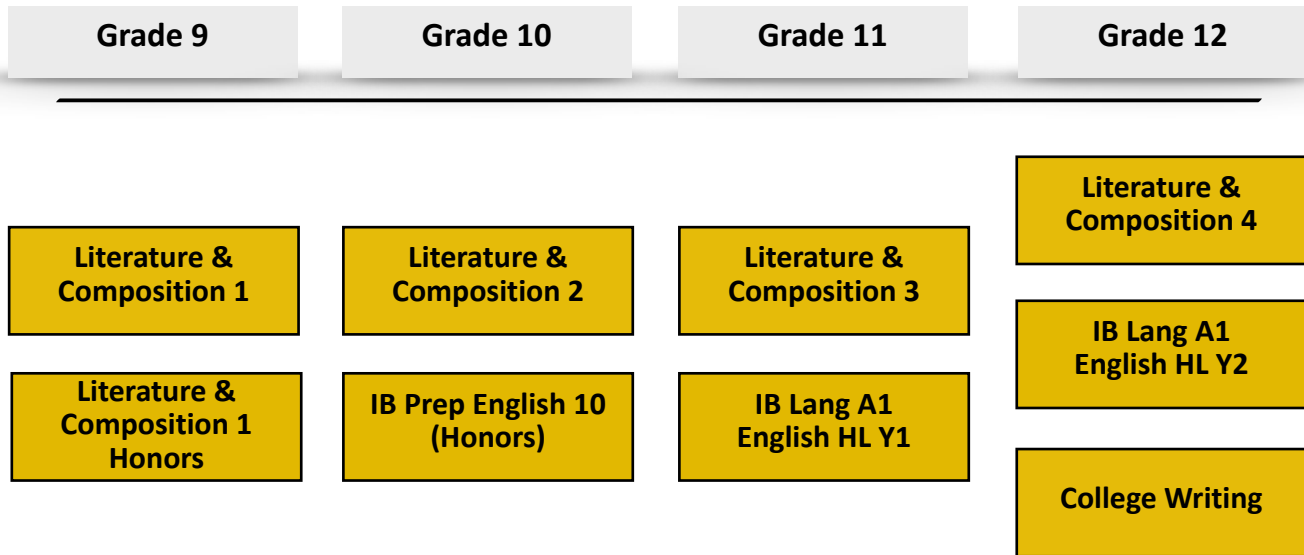 Grade 9
Grade 10
Grade 11
Grade 12
Literature &
Composition 1
Literature &
Composition 1
Honors
Literature &
Composition 2
IB Prep English 10
(Honors)
Literature &
Composition 3
IB Lang A1
English HL Y1
Literature &
Composition 4
IB Lang A1
English HL Y2
College Writing